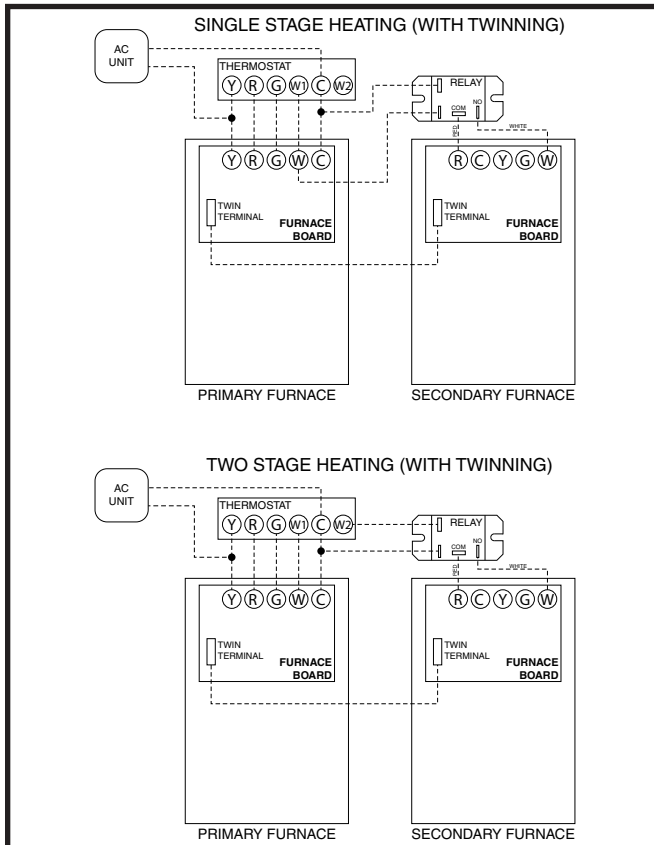 SINGLE STAGE HEATING (WITH TWINNING)
AC
UNIT
THERMOSTAT
Y R G W1 C W2
RELAY
COM
NO
RED
WHITE
Y R G W C
R C Y G W
TWIN
TERMINAL
FURNACE
BOARD
TWIN
TERMINAL
FURNACE
BOARD
PRIMARY FURNACE
SECONDARY FURNACE
TWO STAGE HEATING (WITH TWINNING)
AC
UNIT
THERMOSTAT
Y R G W1 C W2
RELAY
COM
NO
RED
WHITE
Y R G W C
R C Y G W
TWIN
TERMINAL
FURNACE
BOARD
TWIN
TERMINAL
FURNACE
BOARD
PRIMARY FURNACE
SECONDARY FURNACE